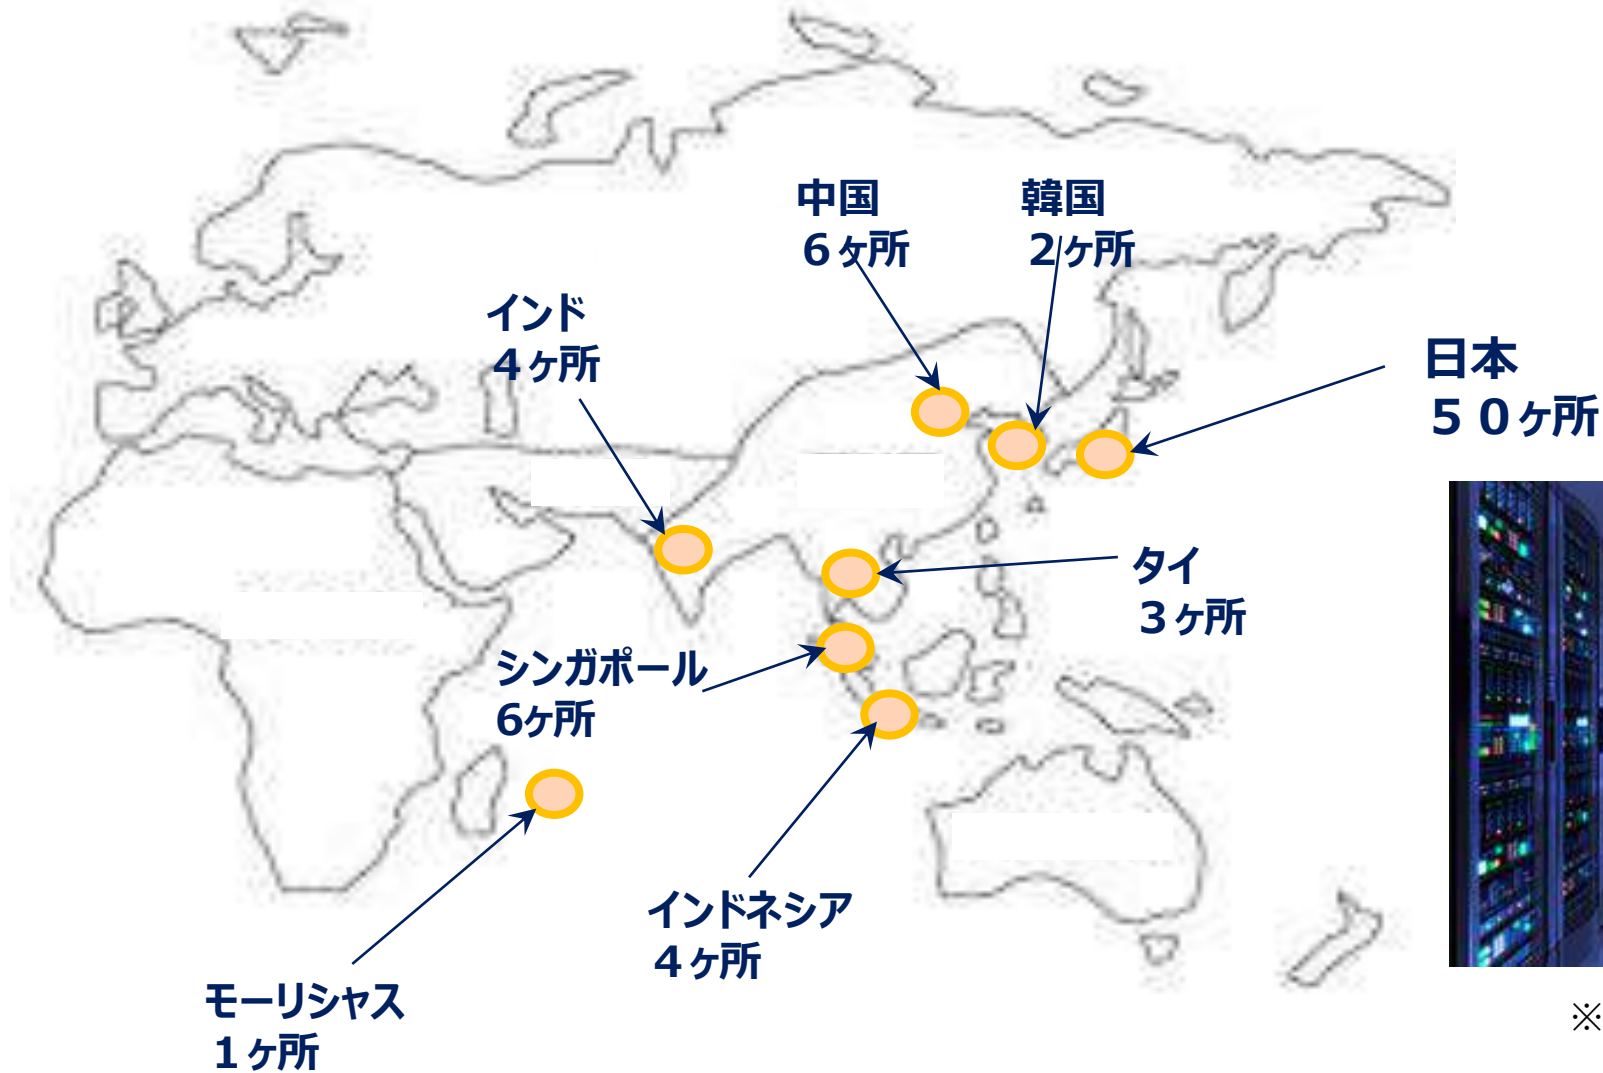 中国
６ヶ所
韓国
２ヶ所
インド
４ヶ所
日本
５０ヶ所
タイ
３ヶ所
シンガポール
6ヶ所
インドネシア
４ヶ所
モーリシャス
１ヶ所
※